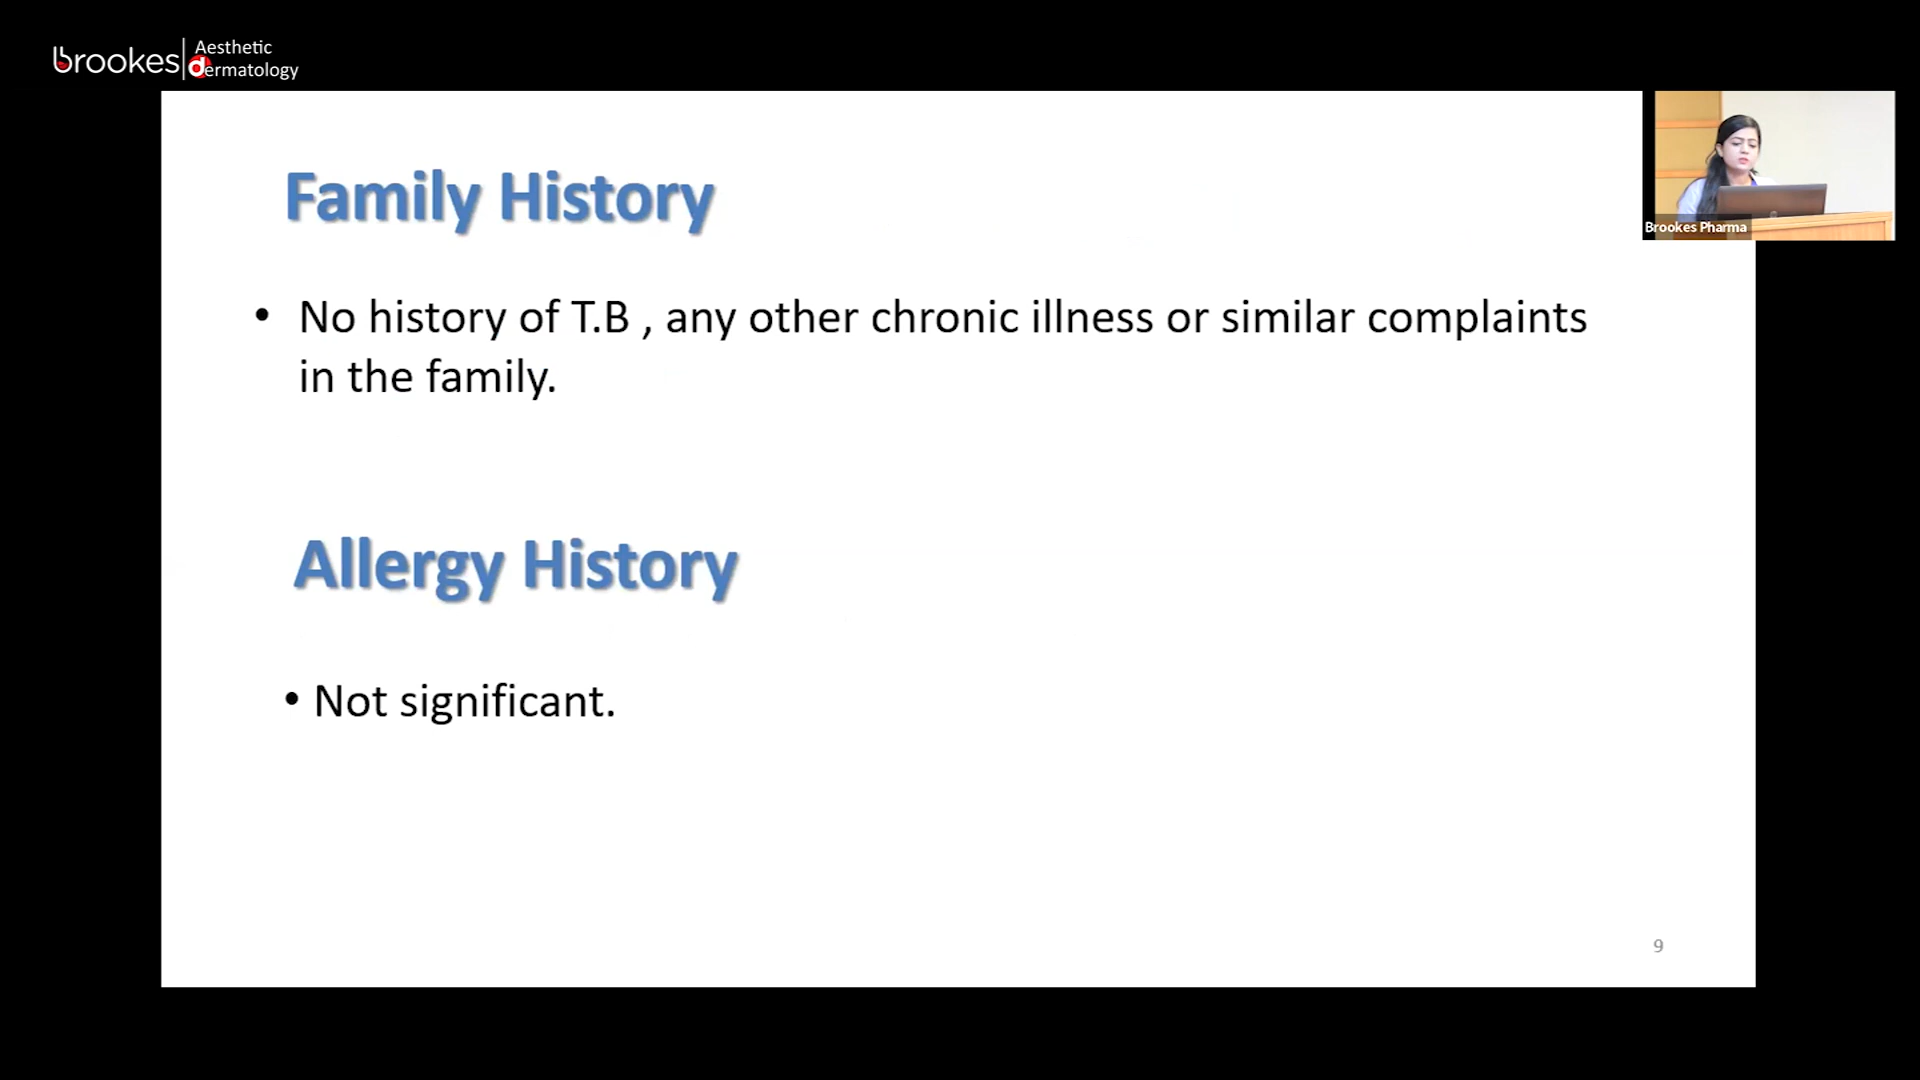 brookes
Aesthetic
dermatology
Family History
Brookes Pharma
• No history of T.B , any other chronic illness or similar complaints
in the family.
Allergy History
• Not significant.
9